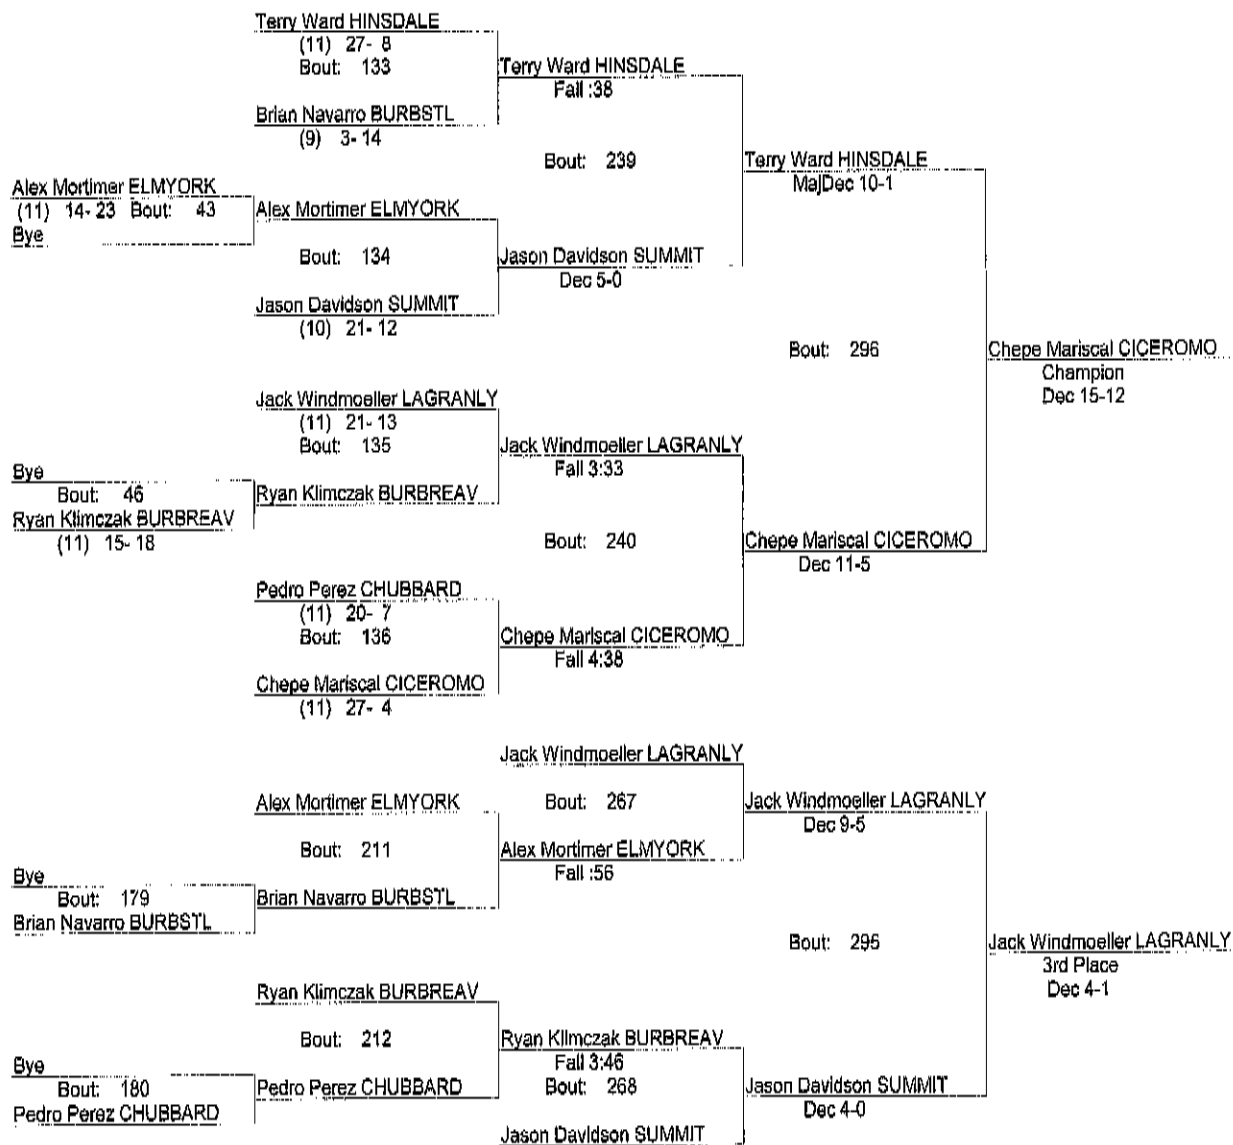 Terry Ward HINSDALE
(11) 27- 8
Bout: 133
Terry Ward HINSDALE
Fall :38
Brian Navarro BURBSTL
(9) 3- 14
Bout: 239
Terry Ward HINSDALE
MajDec 10-1
Alex Mortimer ELMYORK
(11) 14- 23 Bout: 43
Bye
Alex Mortimer ELMYORK
Bout: 134
Jason Davidson SUMMIT
Dec 5-0
Jason Davidson SUMMIT
(10) 21- 12
Bout: 296
Chepe Mariscal CICEROMO
Champion
Dec 15-12
Jack Windmoeller LAGRANLY
(11) 21- 13
Bout: 135
Jack Windmoeller LAGRANLY
Fall 3:33
Bye
Bout: 46
Ryan Klimczak BURBREAV
(11) 15- 18
Ryan Klimczak BURBREAV
Bout: 240
Chepe Mariscal CICEROMO
Dec 11-5
Pedro Perez CHUBBARD
(11) 20- 7
Bout: 136
Chepe Mariscal CICEROMO
Fall 4:38
Chepe Mariscal CICEROMO
(11) 27- 4
Jack Windmoeller LAGRANLY
Alex Mortimer ELMYORK
Bout: 267
Jack Windmoeller LAGRANLY
Dec 9-5
Bout: 211
Alex Mortimer ELMYORK
Fall :56
Bye
Bout: 179
Brian Navarro BURBSTL
Brian Navarro BURBSTL
Bout: 295
Jack Windmoeller LAGRANLY
3rd Place
Dec 4-1
Ryan Klimczak BURBREAV
Bout: 212
Ryan Klimczak BURBREAV
Fall 3:46
Bye
Bout: 180
Pedro Perez CHUBBARD
Pedro Perez CHUBBARD
Bout: 268
Jason Davidson SUMMIT
Dec 4-0
Jason Davidson SUMMIT